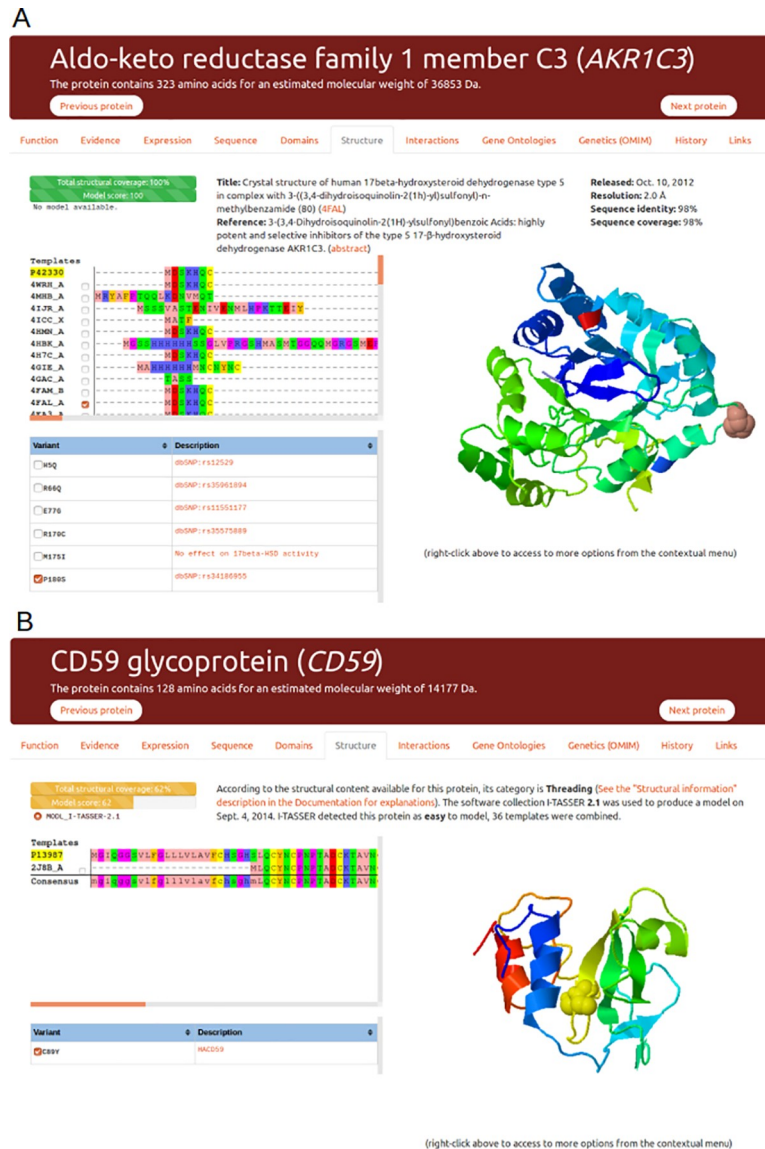 A
Aldo-keto reductase family 1 member C3 (AKR1C3)
The protein contains 323 amino acids for an estimated molecular weight of 36853 Da.
Previous protein
Next protein
Function Evidence Expression Sequence Domains Structure Interactions Gene Ontologies Genetics (OMIM) History Links
Total structural coverage: 100%
Model score: 100
No model available.
Title: Crystal structure of human 17beta-hydroxysteroid dehydrogenase type 5
in complex with 3-((3,4-dihydroisoquinolin-2(1h)-yl)sulfonyl)-n-
methylbenzamide (80) (4FAL)
Reference: 3-(3,4-Dihydroisoquinolin-2(1H)-ylsulfonyl)benzoic Acids: highly
potent and selective inhibitors of the type 5 17-β-hydroxysteroid
dehydrogenase AKR1C3. (abstract)
Released: Oct. 10, 2012
Resolution: 2.0 Å
Sequence identity: 98%
Sequence coverage: 98%
Templates
P42330 MDSKHQC
4WRH_A MDSKHQC
4MHB_A
4IJR_A
4ICC_X MATF
4HMN_A MDSKHQC
4HBK_A
4H7C_A MDSKHQC
4GIE_A MAHHHHHHMNCNYNC
4GAC_A TASS
4FAM_B MDSKHQC
4FAL_A MDSKHQC
Variant Description
H5Q dbSNP:rs12529
R66Q dbSNP:rs35961894
E77G dbSNP:rs11551177
R170C dbSNP:rs35575889
M175I No effect on 17beta-HSD activity
P180S dbSNP:rs34186955
(right-click above to access to more options from the contextual menu)
B
CD59 glycoprotein (CD59)
The protein contains 128 amino acids for an estimated molecular weight of 14177 Da.
Previous protein
Next protein
Function Evidence Expression Sequence Domains Structure Interactions Gene Ontologies Genetics (OMIM) History Links
Total structural coverage: 62%
Model score: 62
MODL_I-TASSER-2.1
According to the structural content available for this protein, its category is Threading (See the "Structural information"
description in the Documentation for explanations). The software collection I-TASSER 2.1 was used to produce a model on
Sept. 4, 2014. I-TASSER detected this protein as easy to model, 36 templates were combined.
Templates
P13987 MGIQGGSVLFGLLLVLAVFCHSGHSLQCYNCPNPTADCKTAVN
2J8B_A MLQCYNCPNPTADCKTAVN
Consensus mgiqggsvlfglllvlavfchsghmLQCYNCPNPTADCKTAVN
Variant Description
C89Y HACD59
(right-click above to access to more options from the contextual menu)